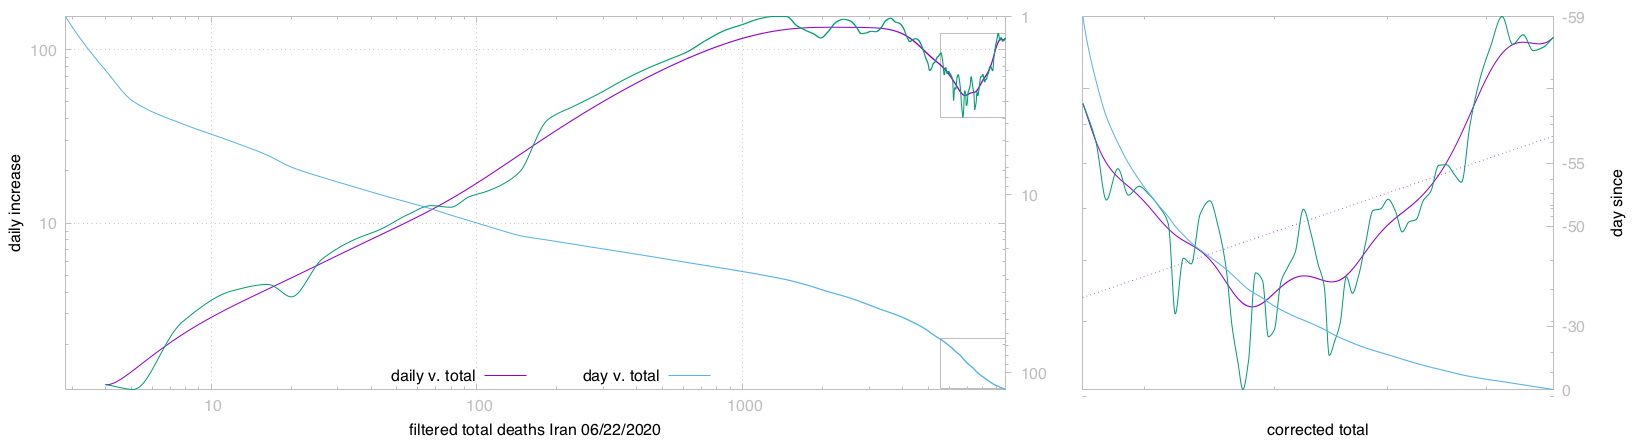 daily increase
100
10
daily v. total
day v. total
10
100
1000
filtered total deaths Iran 06/22/2020
1
10
100
-59
-55
-50
-30
0
day since
corrected total